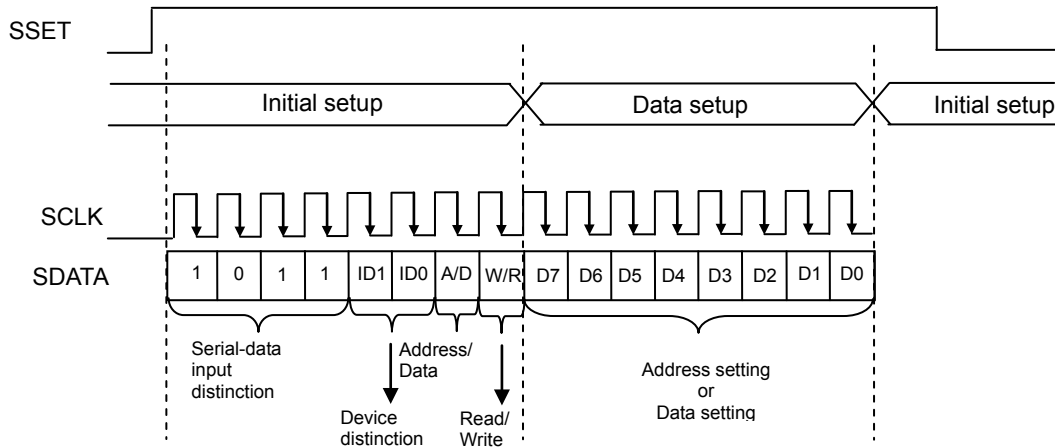 SSET
Initial setup Data setup Initial setup
SCLK
SDATA 1 0 1 1 ID1 ID0 A/D W/R D7 D6 D5 D4 D3 D2 D1 D0
Serial-data
input
distinction
Address/
Data
Device
distinction
Read/
Write
Address setting
or
Data setting